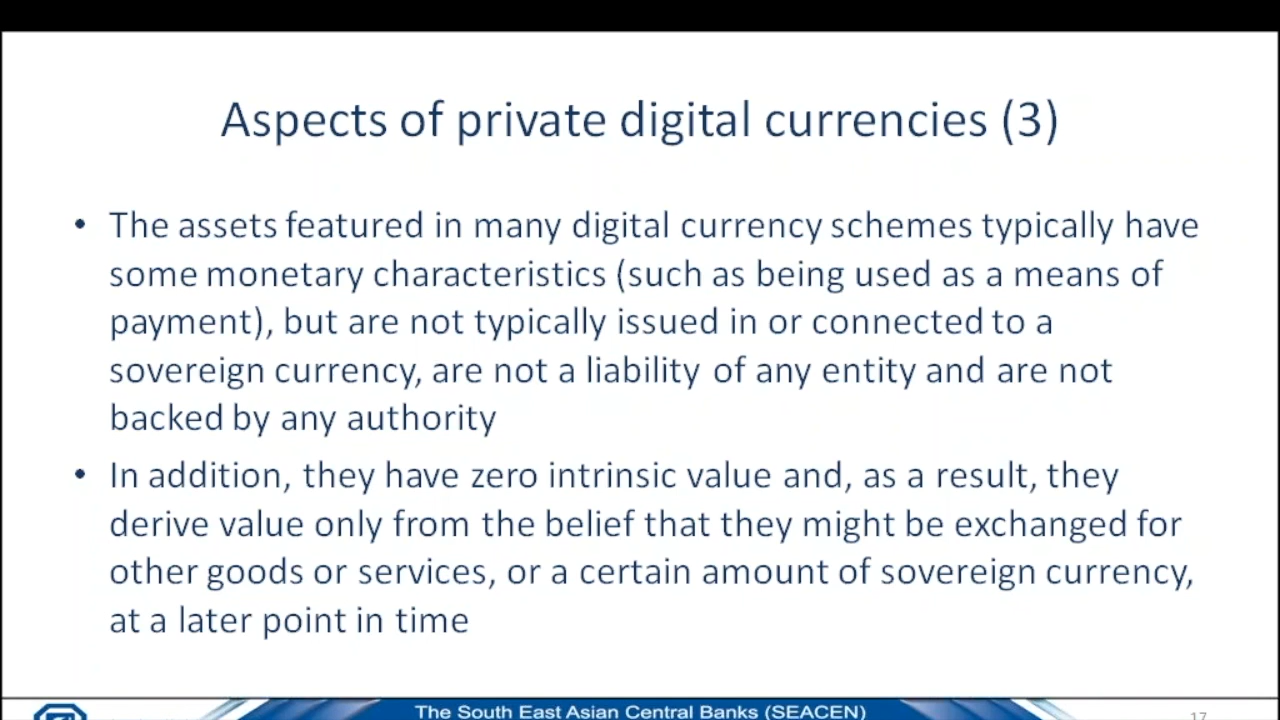 Aspects of private digital currencies (3)
• The assets featured in many digital currency schemes typically have
some monetary characteristics (such as being used as a means of
payment), but are not typically issued in or connected to a
sovereign currency, are not a liability of any entity and are not
backed by any authority
• In addition, they have zero intrinsic value and, as a result, they
derive value only from the belief that they might be exchanged for
other goods or services, or a certain amount of sovereign currency,
at a later point in time
The South East Asian Central Banks (SEACEN)
17